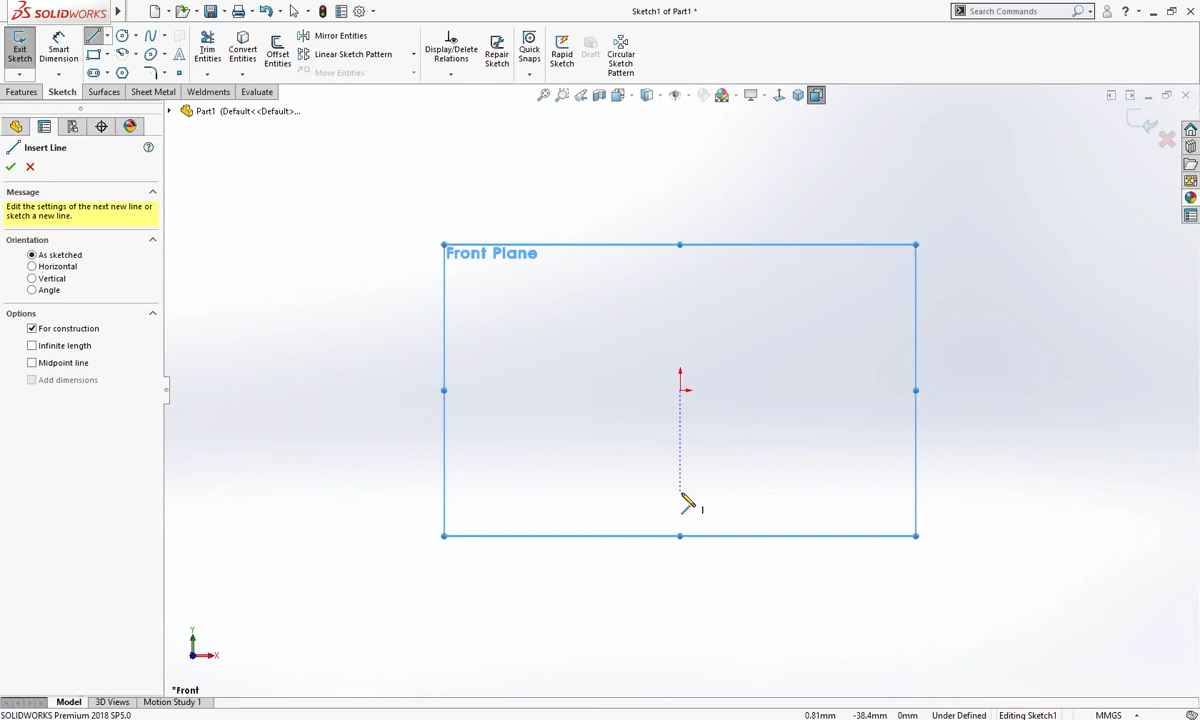 SOLIDWORKS
Sketch1 of Part1 *
Search Commands
?
Exit Sketch
Smart Dimension
Trim Entities
Convert Entities
Offset Entities
Mirror Entities
Linear Sketch Pattern
Move Entities
Display/Delete Relations
Repair Sketch
Quick Snaps
Rapid Sketch
Draft
Circular Sketch Pattern
Features
Sketch
Surfaces
Sheet Metal
Weldments
Evaluate
Part1 (Default<<Default>...
Insert Line
?
Message
Edit the settings of the next new line or
sketch a new line.
Orientation
As sketched
Horizontal
Vertical
Angle
Options
For construction
Infinite length
Midpoint line
Add dimensions
Front Plane
Y
X
*Front
Model
3D Views
Motion Study 1
SOLIDWORKS Premium 2018 SP5.0
0.81mm
-38.4mm
0mm
Under Defined
Editing Sketch1
MMGS